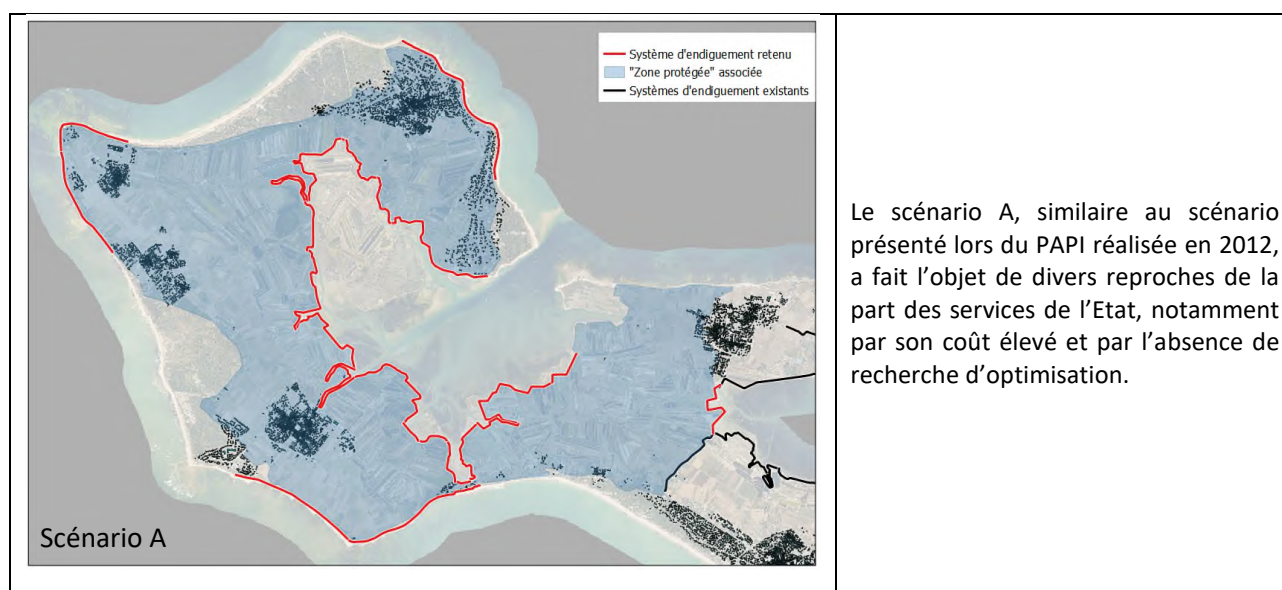 Système d'endiguement retenu
"Zone protégée" associée
Systèmes d'endiguement existants
Scénario A
Le scénario A, similaire au scénario
présenté lors du PAPI réalisée en 2012,
a fait l’objet de divers reproches de la
part des services de l’Etat, notamment
par son coût élevé et par l’absence de
recherche d’optimisation.